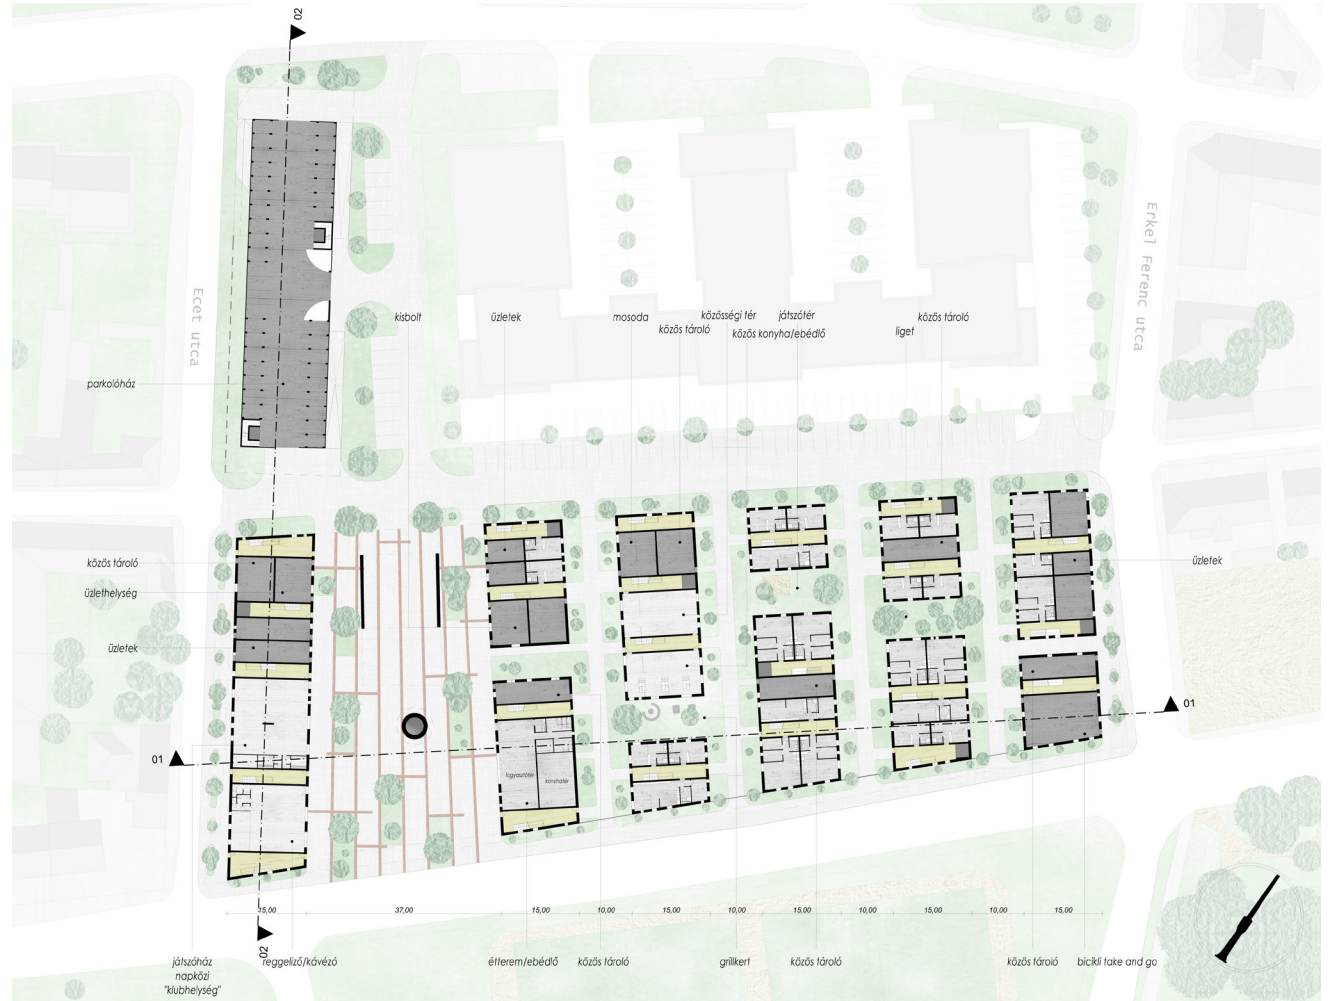 02
Ecet utca
Erkel Ferenc utca
kisbolt
üzletek
mosoda
közös tároló
közösségi tér
közös konyha/ebédlő
játszótér
liget
közös tároló
parkolóház
közös tároló
üzlethelység
üzletek
üzletek
01
01
fogyasztótér
konyhatér
15,00
37,00
15,00
10,00
15,00
10,00
15,00
10,00
15,00
10,00
15,00
02
játszóház
napközi
"klubhelység"
reggeliző/kávézó
étterem/ebédlő
közös tároló
grillkert
közös tároló
közös tároló
bicikli take and go